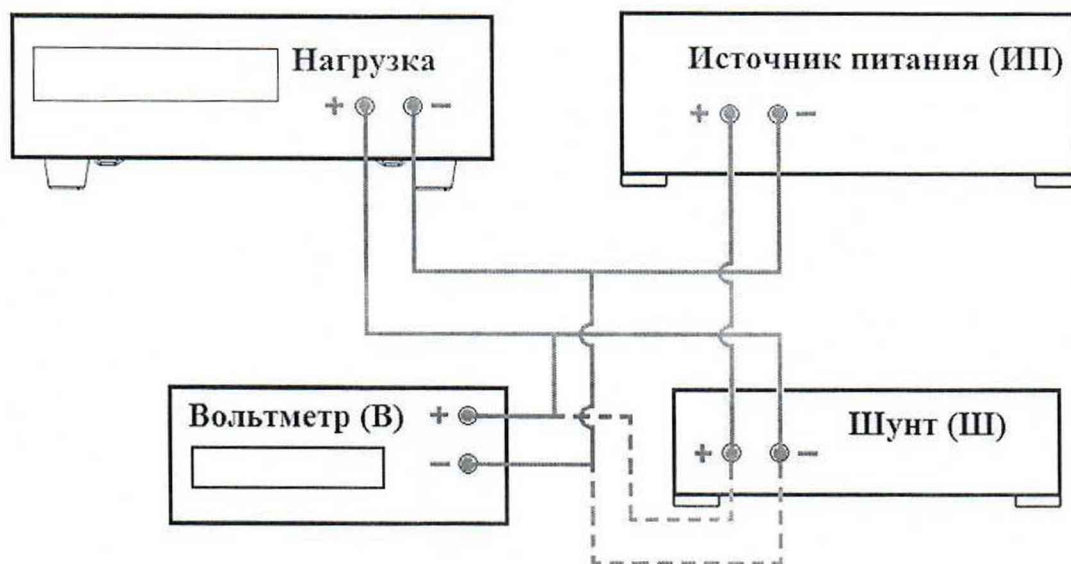 Нагрузка
+ −
Источник питания (ИП)
+ −
Вольтметр (В)
+
−
Шунт (Ш)
+ −